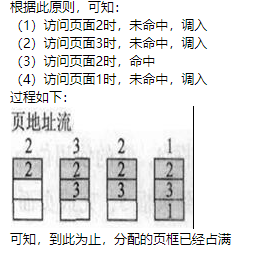 根据此原则，可知：
（1）访问页面2时，未命中，调入
（2）访问页面3时，未命中，调入
（3）访问页面2时，命中
（4）访问页面1时，未命中，调入
过程如下：
页地址流
2 3 2 1
2 2 2 2
3 3 3
1
可知，到此为止，分配的页框已经占满